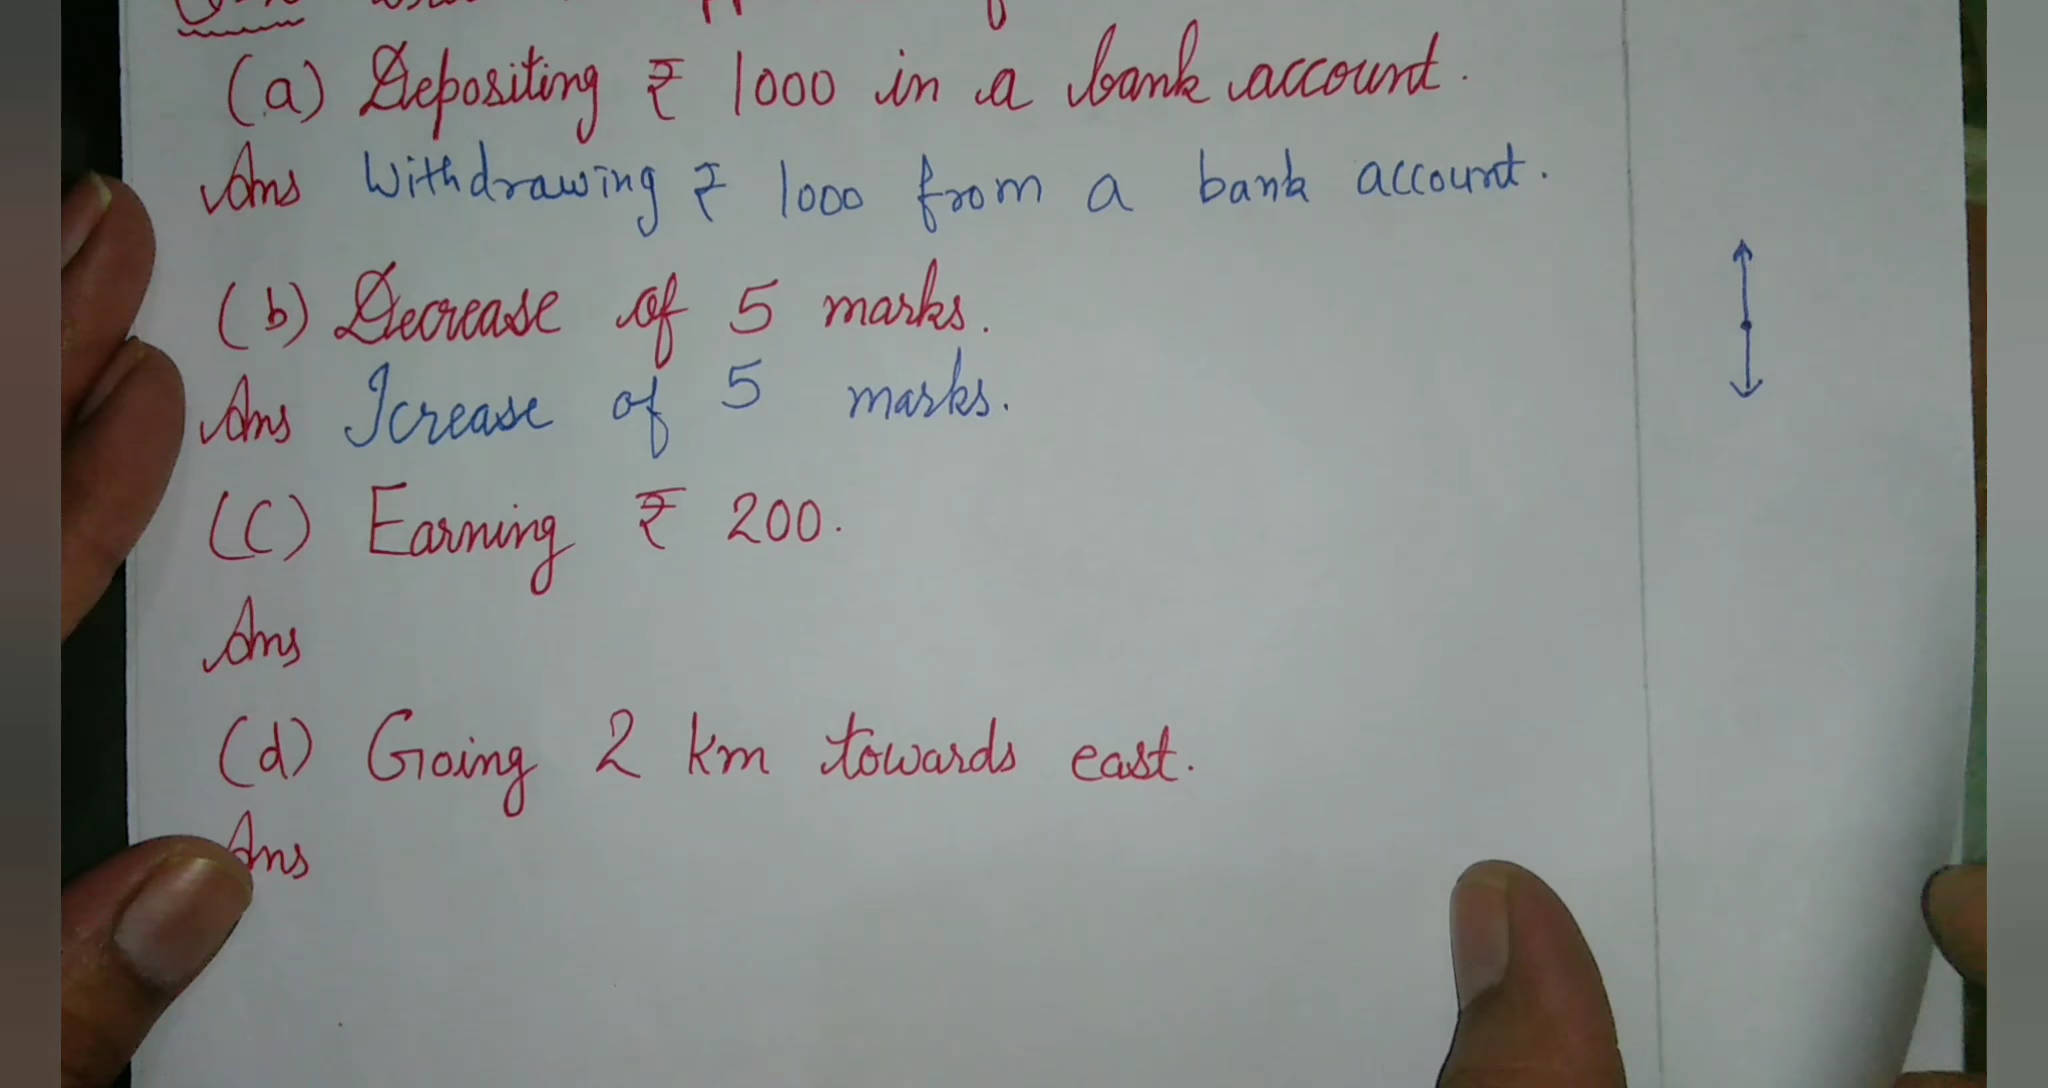 (a) Depositing ₹ 1000 in a bank account.
Ans Withdrawing ₹ 1000 from a bank account.
(b) Decrease of 5 marks.
Ans Icrease of 5 marks.
(C) Earning ₹ 200.
Ans
(d) Going 2 km towards east.
Ans